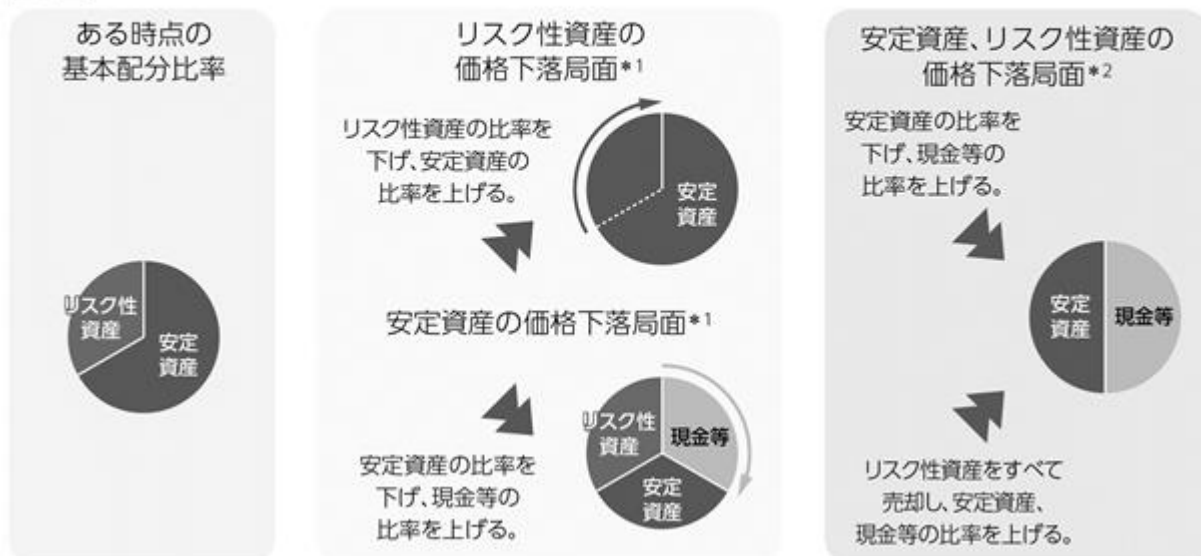 ある時点の
基本配分比率
リスク性
資産
安定
資産
リスク性資産の
価格下落局面*1
リスク性資産の比率を
下げ、安定資産の
比率を上げる。
安定
資産
安定資産の価格下落局面*1
安定資産の比率を
下げ、現金等の
比率を上げる。
リスク性
資産
現金等
安定
資産
安定資産、リスク性資産の
価格下落局面*2
安定資産の比率を
下げ、現金等の
比率を上げる。
安定
資産
現金等
リスク性資産をすべて
売却し、安定資産、
現金等の比率を上げる。